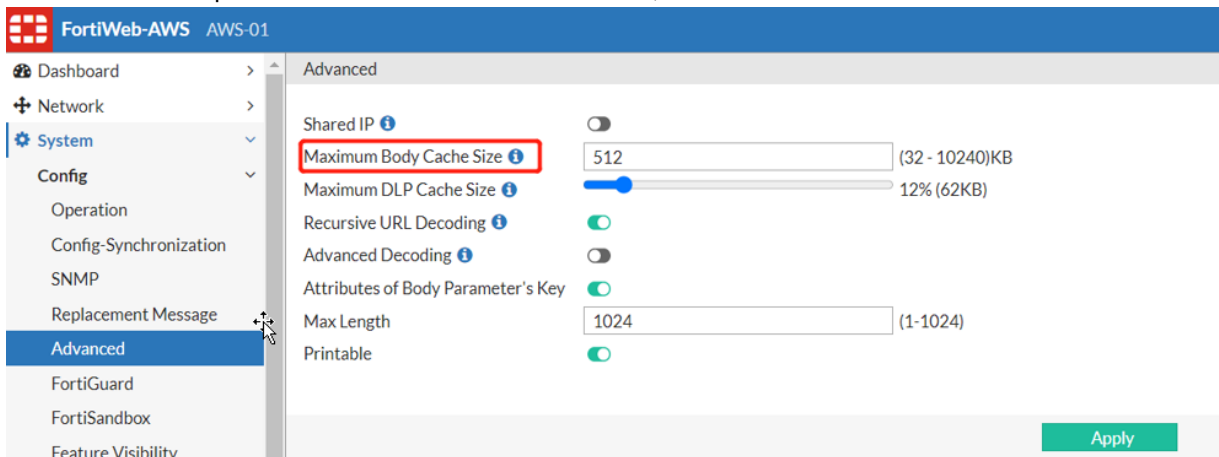 FortiWeb-AWS AWS-01
Dashboard
Network
System
Config
Operation
Config-Synchronization
SNMP
Replacement Message
Advanced
FortiGuard
FortiSandbox
Feature Visibility
Advanced
Shared IP
Maximum Body Cache Size 512 (32 - 10240)KB
Maximum DLP Cache Size 12% (62KB)
Recursive URL Decoding
Advanced Decoding
Attributes of Body Parameter's Key
Max Length 1024 (1-1024)
Printable
Apply